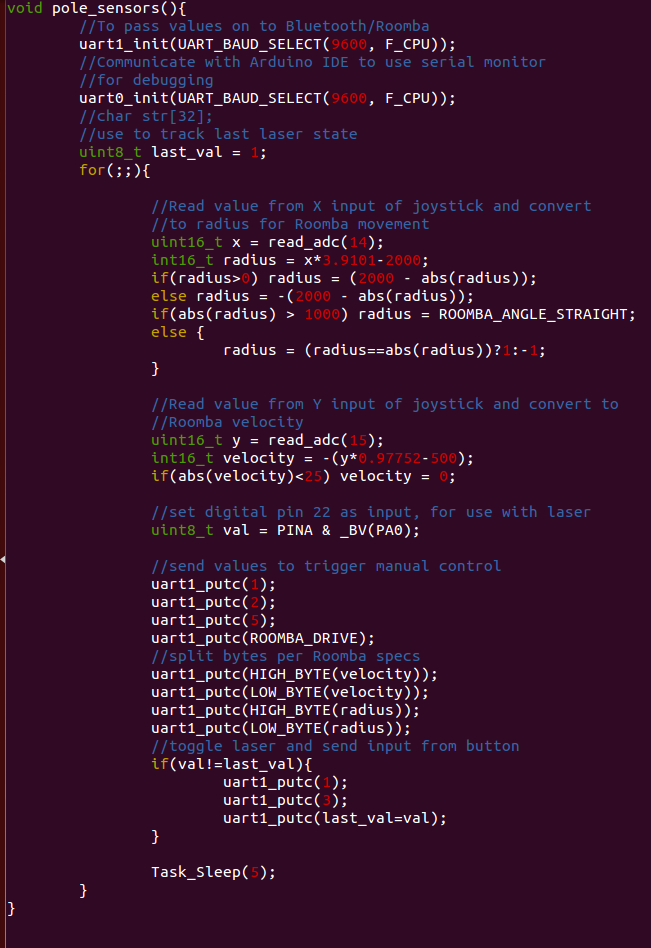 void pole_sensors(){
//To pass values on to Bluetooth/Roomba
uart1_init(UART_BAUD_SELECT(9600, F_CPU));
//Communicate with Arduino IDE to use serial monitor
//for debugging
uart0_init(UART_BAUD_SELECT(9600, F_CPU));
//char str[32];
//use to track last laser state
uint8_t last_val = 1;
for(;;){
//Read value from X input of joystick and convert
//to radius for Roomba movement
uint16_t x = read_adc(14);
int16_t radius = x*3.9101-2000;
if(radius>0) radius = (2000 - abs(radius));
else radius = -(2000 - abs(radius));
if(abs(radius) > 1000) radius = ROOMBA_ANGLE_STRAIGHT;
else {
radius = (radius==abs(radius))?1:-1;
}
//Read value from Y input of joystick and convert to
//Roomba velocity
uint16_t y = read_adc(15);
int16_t velocity = -(y*0.97752-500);
if(abs(velocity)<25) velocity = 0;
//set digital pin 22 as input, for use with laser
uint8_t val = PINA & _BV(PA0);
//send values to trigger manual control
uart1_putc(1);
uart1_putc(2);
uart1_putc(5);
uart1_putc(ROOMBA_DRIVE);
//split bytes per Roomba specs
uart1_putc(HIGH_BYTE(velocity));
uart1_putc(LOW_BYTE(velocity));
uart1_putc(HIGH_BYTE(radius));
uart1_putc(LOW_BYTE(radius));
//toggle laser and send input from button
if(val!=last_val){
uart1_putc(1);
uart1_putc(3);
uart1_putc(last_val=val);
}
Task_Sleep(5);
}
}